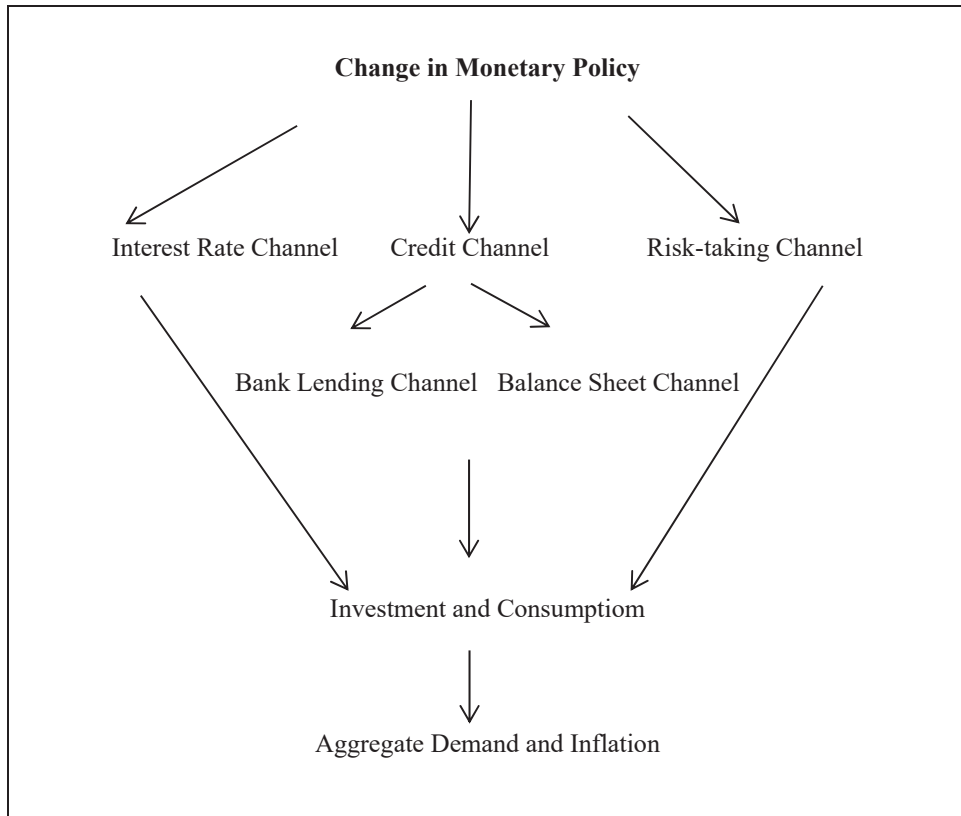 Change in Monetary Policy
Interest Rate Channel Credit Channel Risk-taking Channel
Bank Lending Channel Balance Sheet Channel
Investment and Consumptiom
Aggregate Demand and Inflation